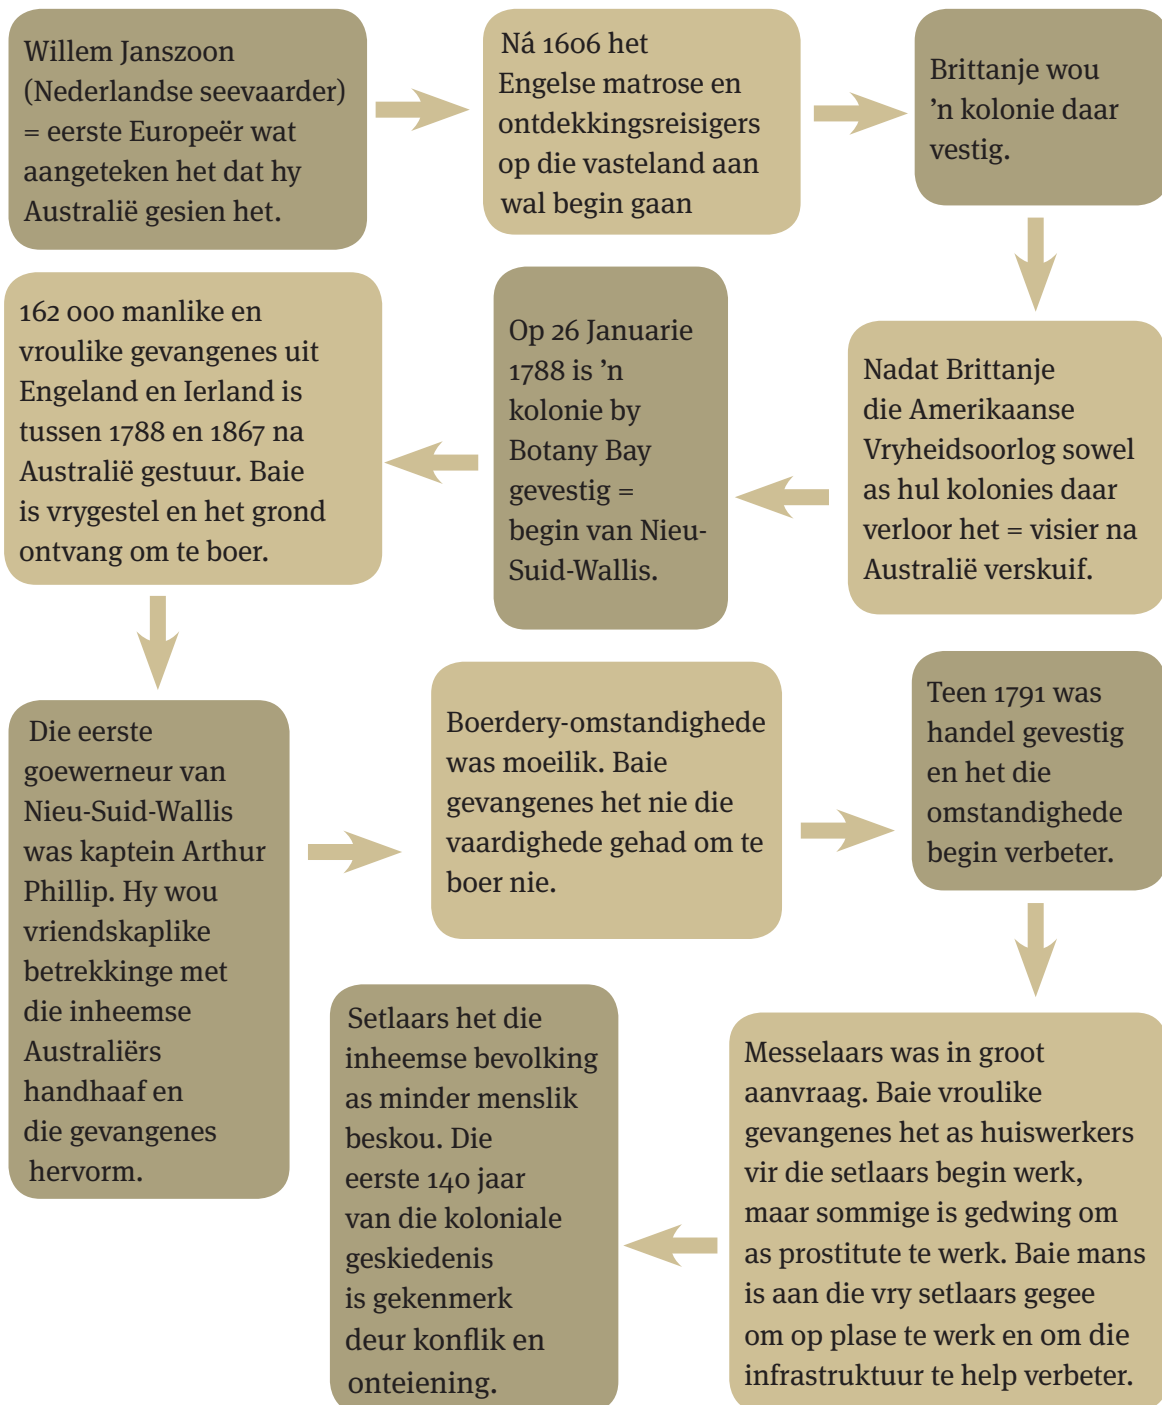 Willem Janszoon
(Nederlandse seevaarder)
= eerste Europeër wat
aangeteken het dat hy
Australië gesien het.
Ná 1606 het
Engelse matrose en
ontdekkingsreisigers
op die vasteland aan
wal begin gaan
Brittanje wou
’n kolonie daar
vestig.
Nadat Brittanje
die Amerikaanse
Vryheidsoorlog sowel
as hul kolonies daar
verloor het = visier na
Australië verskuif.
Op 26 Januarie
1788 is ’n
kolonie by
Botany Bay
gevestig =
begin van Nieu-
Suid-Wallis.
162 000 manlike en
vroulike gevangenes uit
Engeland en Ierland is
tussen 1788 en 1867 na
Australië gestuur. Baie
is vrygestel en het grond
ontvang om te boer.
Die eerste
goewerneur van
Nieu-Suid-Wallis
was kaptein Arthur
Phillip. Hy wou
vriendskaplike
betrekkinge met
die inheemse
Australiërs
handhaaf en
die gevangenes
hervorm.
Boerdery-omstandighede
was moeilik. Baie
gevangenes het nie die
vaardighede gehad om te
boer nie.
Teen 1791 was
handel gevestig
en het die
omstandighede
begin verbeter.
Messelaars was in groot
aanvraag. Baie vroulike
gevangenes het as huiswerkers
vir die setlaars begin werk,
maar sommige is gedwing om
as prostitute te werk. Baie mans
is aan die vry setlaars gegee
om op plase te werk en om die
infrastruktuur te help verbeter.
Setlaars het die
inheemse bevolking
as minder menslik
beskou. Die
eerste 140 jaar
van die koloniale
geskiedenis
is gekenmerk
deur konflik en
onteiening.